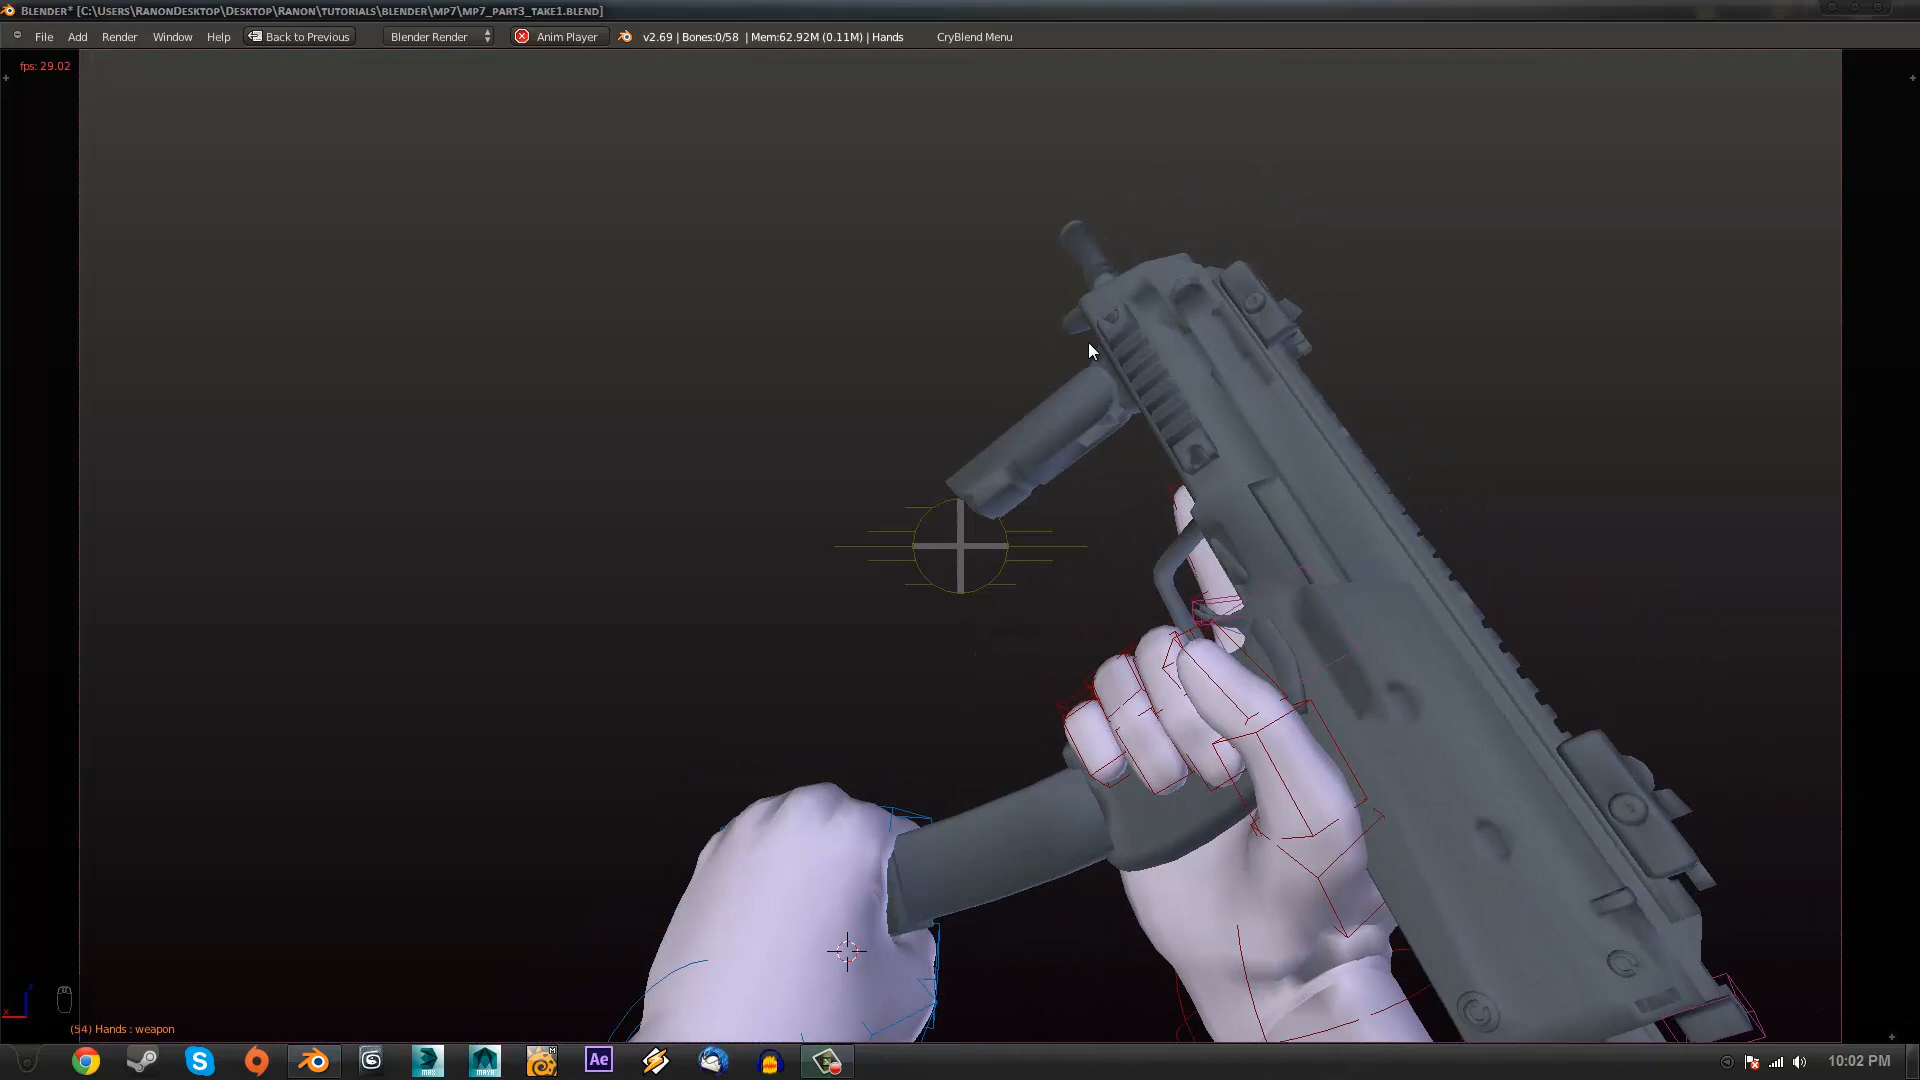 BLENDER* [C:\USERS\RANONDESKTOP\DESKTOP\RANON\TUTORIALS\BLENDER\MP7\MP7_PART3_TAKE1.BLEND]
File Add Render Window Help Back to Previous Blender Render Anim Player v2.69 | Bones:0/58 | Mem:62.92M (0.11M) | Hands CryBlend Menu
fps: 29.02
(54) Hands : weapon
MAX
MAYA
M
Ae
10:02 PM